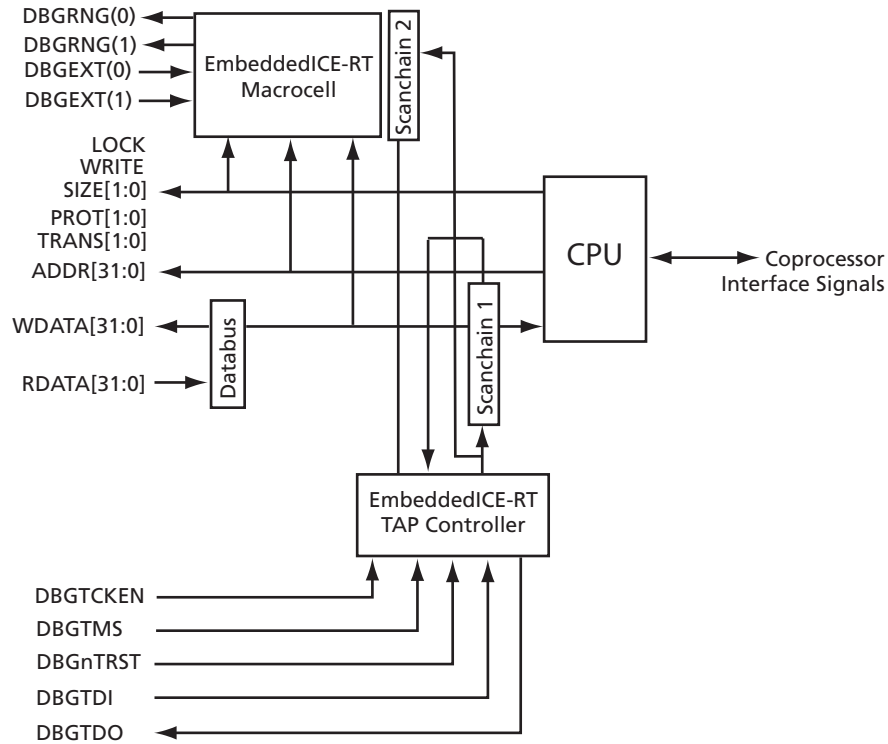 DBGRNG(0)
DBGRNG(1)
DBGEXT(0)
DBGEXT(1)
EmbeddedICE-RT
Macrocell
Scanchain 2
LOCK
WRITE
SIZE[1:0]
PROT[1:0]
TRANS[1:0]
ADDR[31:0]
WDATA[31:0]
RDATA[31:0]
Databus
Scanchain 1
CPU
Coprocessor
Interface Signals
EmbeddedICE-RT
TAP Controller
DBGTCKEN
DBGTMS
DBGnTRST
DBGTDI
DBGTDO